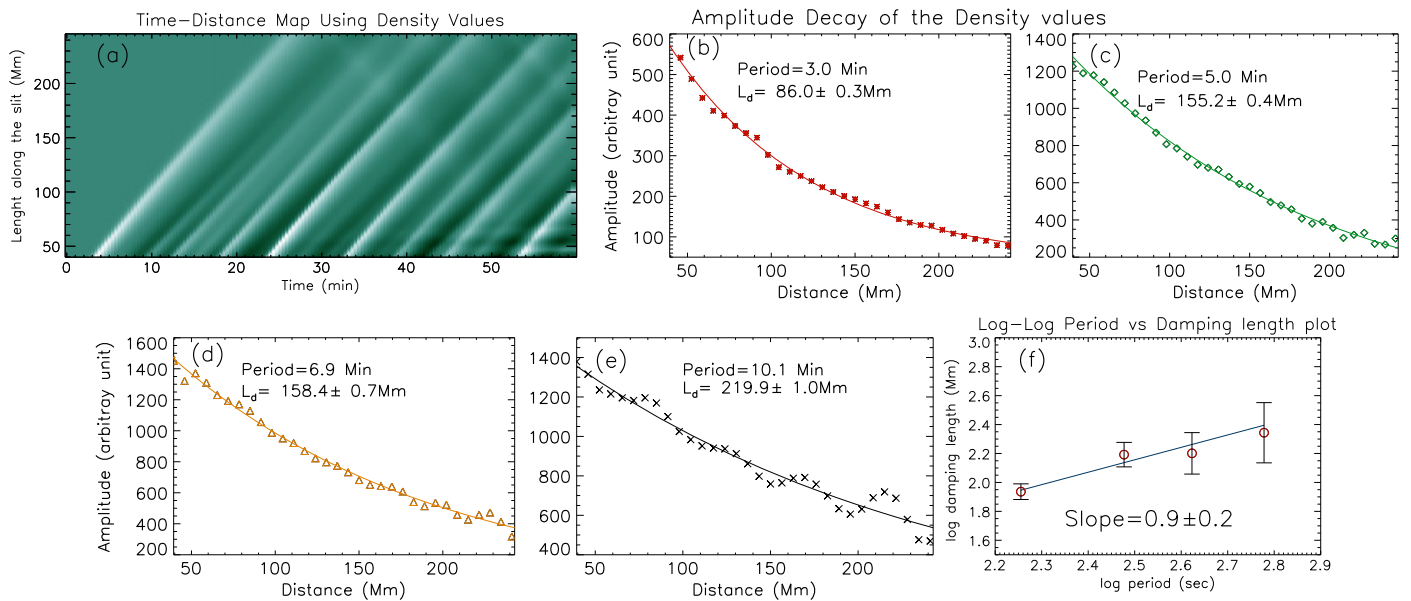 Time-Distance Map Using Density Values
(a)
Lenght along the slit (Mm)
200
150
100
50
0
10
20
30
40
50
Time (min)
Amplitude Decay of the Density values
(b)
Period=3.0 Min
L_d= 86.0± 0.3Mm
Amplitude (arbitray unit)
600
500
400
300
200
100
50
100
150
200
Distance (Mm)
(c)
Period=5.0 Min
L_d= 155.2± 0.4Mm
1400
1200
1000
800
600
400
200
50
100
150
200
Distance (Mm)
(d)
Period=6.9 Min
L_d= 158.4± 0.7Mm
Amplitude (arbitray unit)
1600
1400
1200
1000
800
600
400
200
50
100
150
200
Distance (Mm)
(e)
Period=10.1 Min
L_d= 219.9± 1.0Mm
1400
1200
1000
800
600
400
50
100
150
200
Distance (Mm)
Log-Log Period vs Damping length plot
(f)
Slope=0.9±0.2
log damping length (Mm)
3.0
2.8
2.6
2.4
2.2
2.0
1.8
1.6
2.2
2.3
2.4
2.5
2.6
2.7
2.8
2.9
log period (sec)